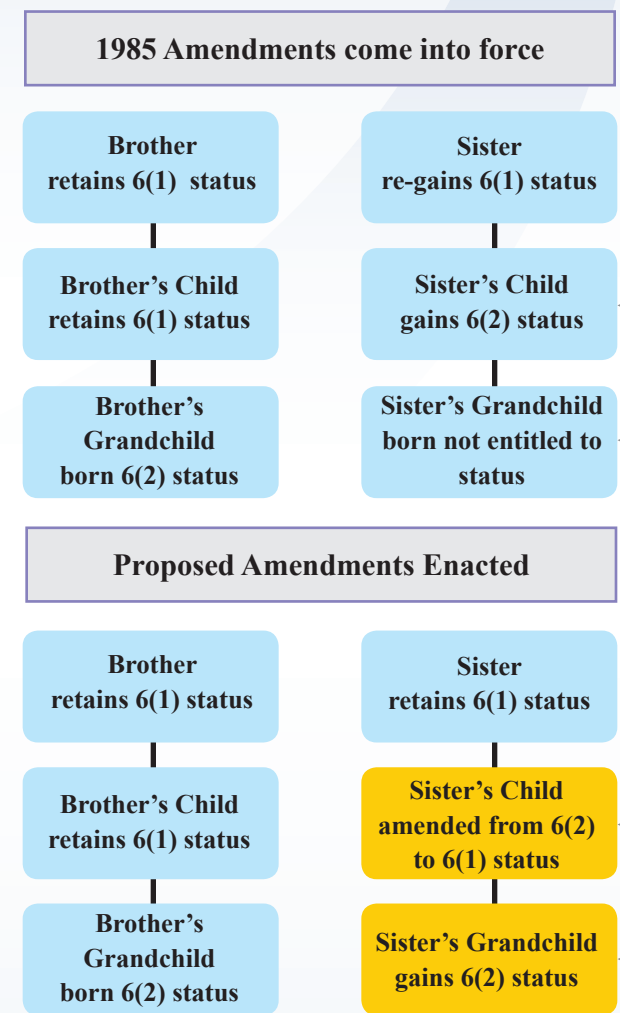 1985 Amendments come into force
Brother
retains 6(1) status
Sister
re-gains 6(1) status
Brother’s Child
retains 6(1) status
Sister’s Child
gains 6(2) status
Brother’s
Grandchild
born 6(2) status
Sister’s Grandchild
born not entitled to
status
Proposed Amendments Enacted
Brother
retains 6(1) status
Sister
retains 6(1) status
Brother’s Child
retains 6(1) status
Sister’s Child
amended from 6(2)
to 6(1) status
Brother’s
Grandchild
born 6(2) status
Sister’s Grandchild
gains 6(2) status